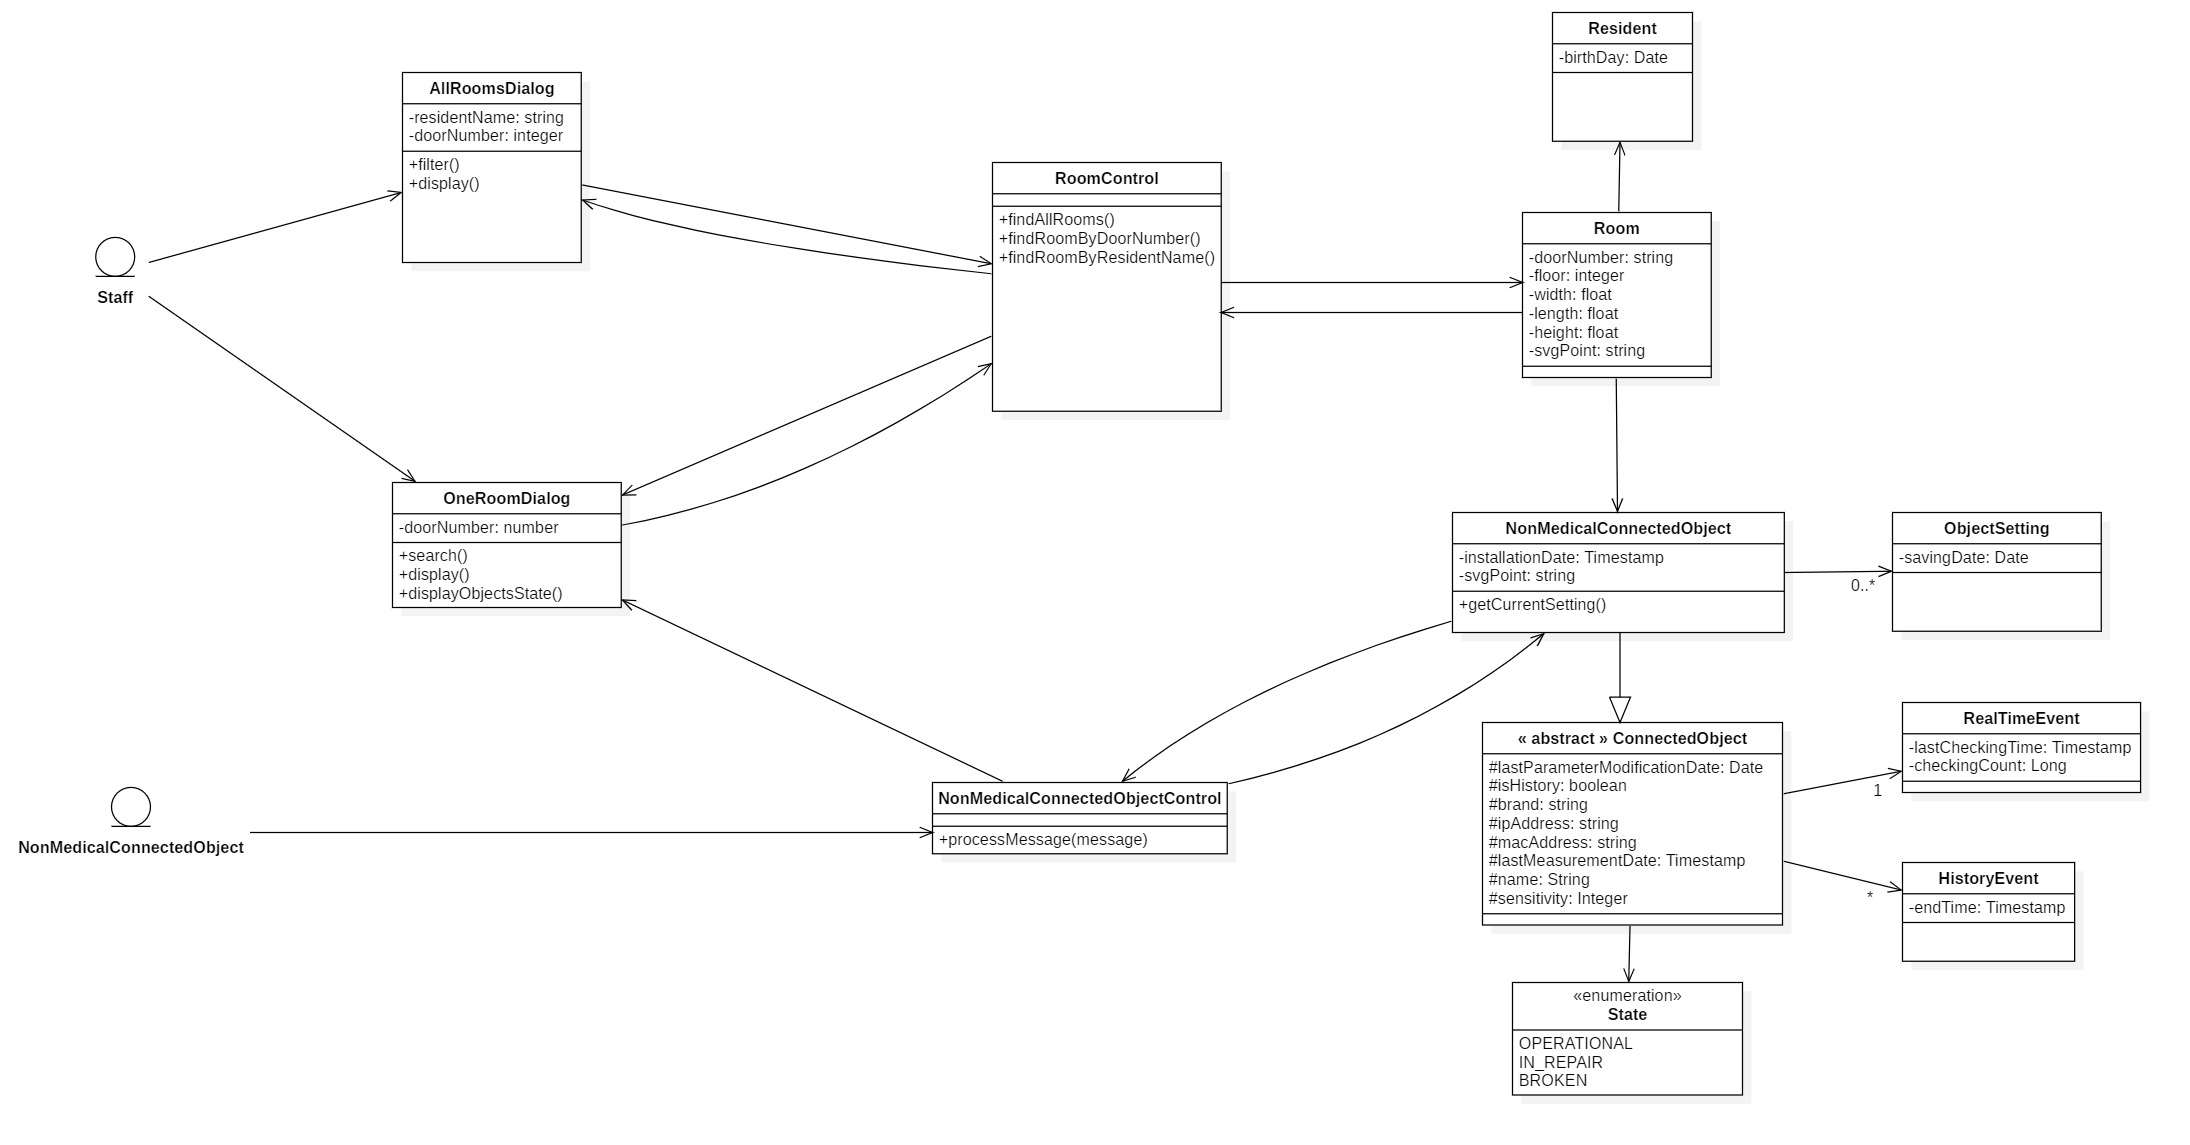 Resident
-birthDay: Date
AllRoomsDialog
-residentName: string
-doorNumber: integer
+filter()
+display()
RoomControl
+findAllRooms()
+findRoomByDoorNumber()
+findRoomByResidentName()
Room
-doorNumber: string
-floor: integer
-width: float
-length: float
-height: float
-svgPoint: string
Staff
OneRoomDialog
-doorNumber: number
+search()
+display()
+displayObjectsState()
NonMedicalConnectedObject
-installationDate: Timestamp
-svgPoint: string
+getCurrentSetting()
0..*
ObjectSetting
-savingDate: Date
NonMedicalConnectedObject
NonMedicalConnectedObjectControl
+processMessage(message)
« abstract » ConnectedObject
#lastParameterModificationDate: Date
#isHistory: boolean
#brand: string
#ipAddress: string
#macAddress: string
#lastMeasurementDate: Timestamp
#name: String
#sensitivity: Integer
1
RealTimeEvent
-lastCheckingTime: Timestamp
-checkingCount: Long
*
HistoryEvent
-endTime: Timestamp
«enumeration»
State
OPERATIONAL
IN_REPAIR
BROKEN